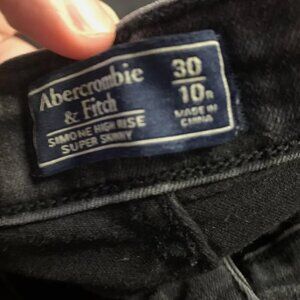 Abercrombie
& Fitch
SIMONE HIGH RISE
SUPER SKINNY
30
10R
MADE IN
CHINA